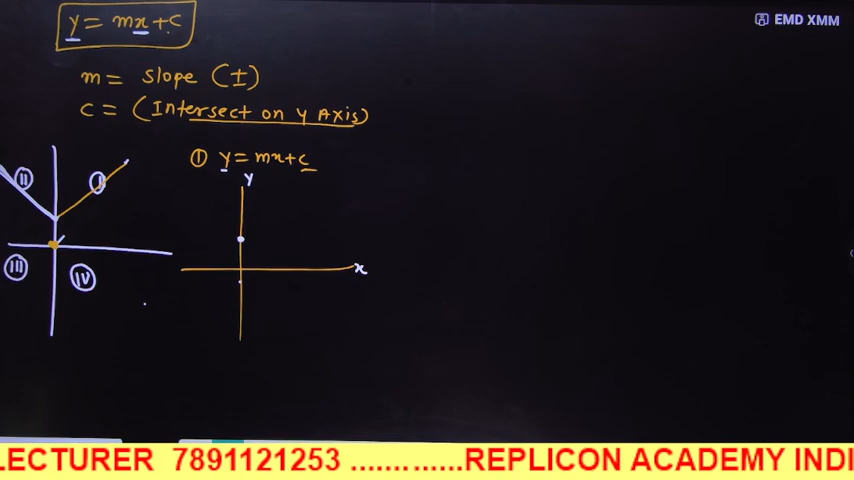 y = mx + c
EMD XMM
m = slope (±)
c = (Intersect on y Axis)
① y = mx + c
y
II
I
x
III
IV
LECTURER 7891121253 .......……...REPLICON ACADEMY INDI